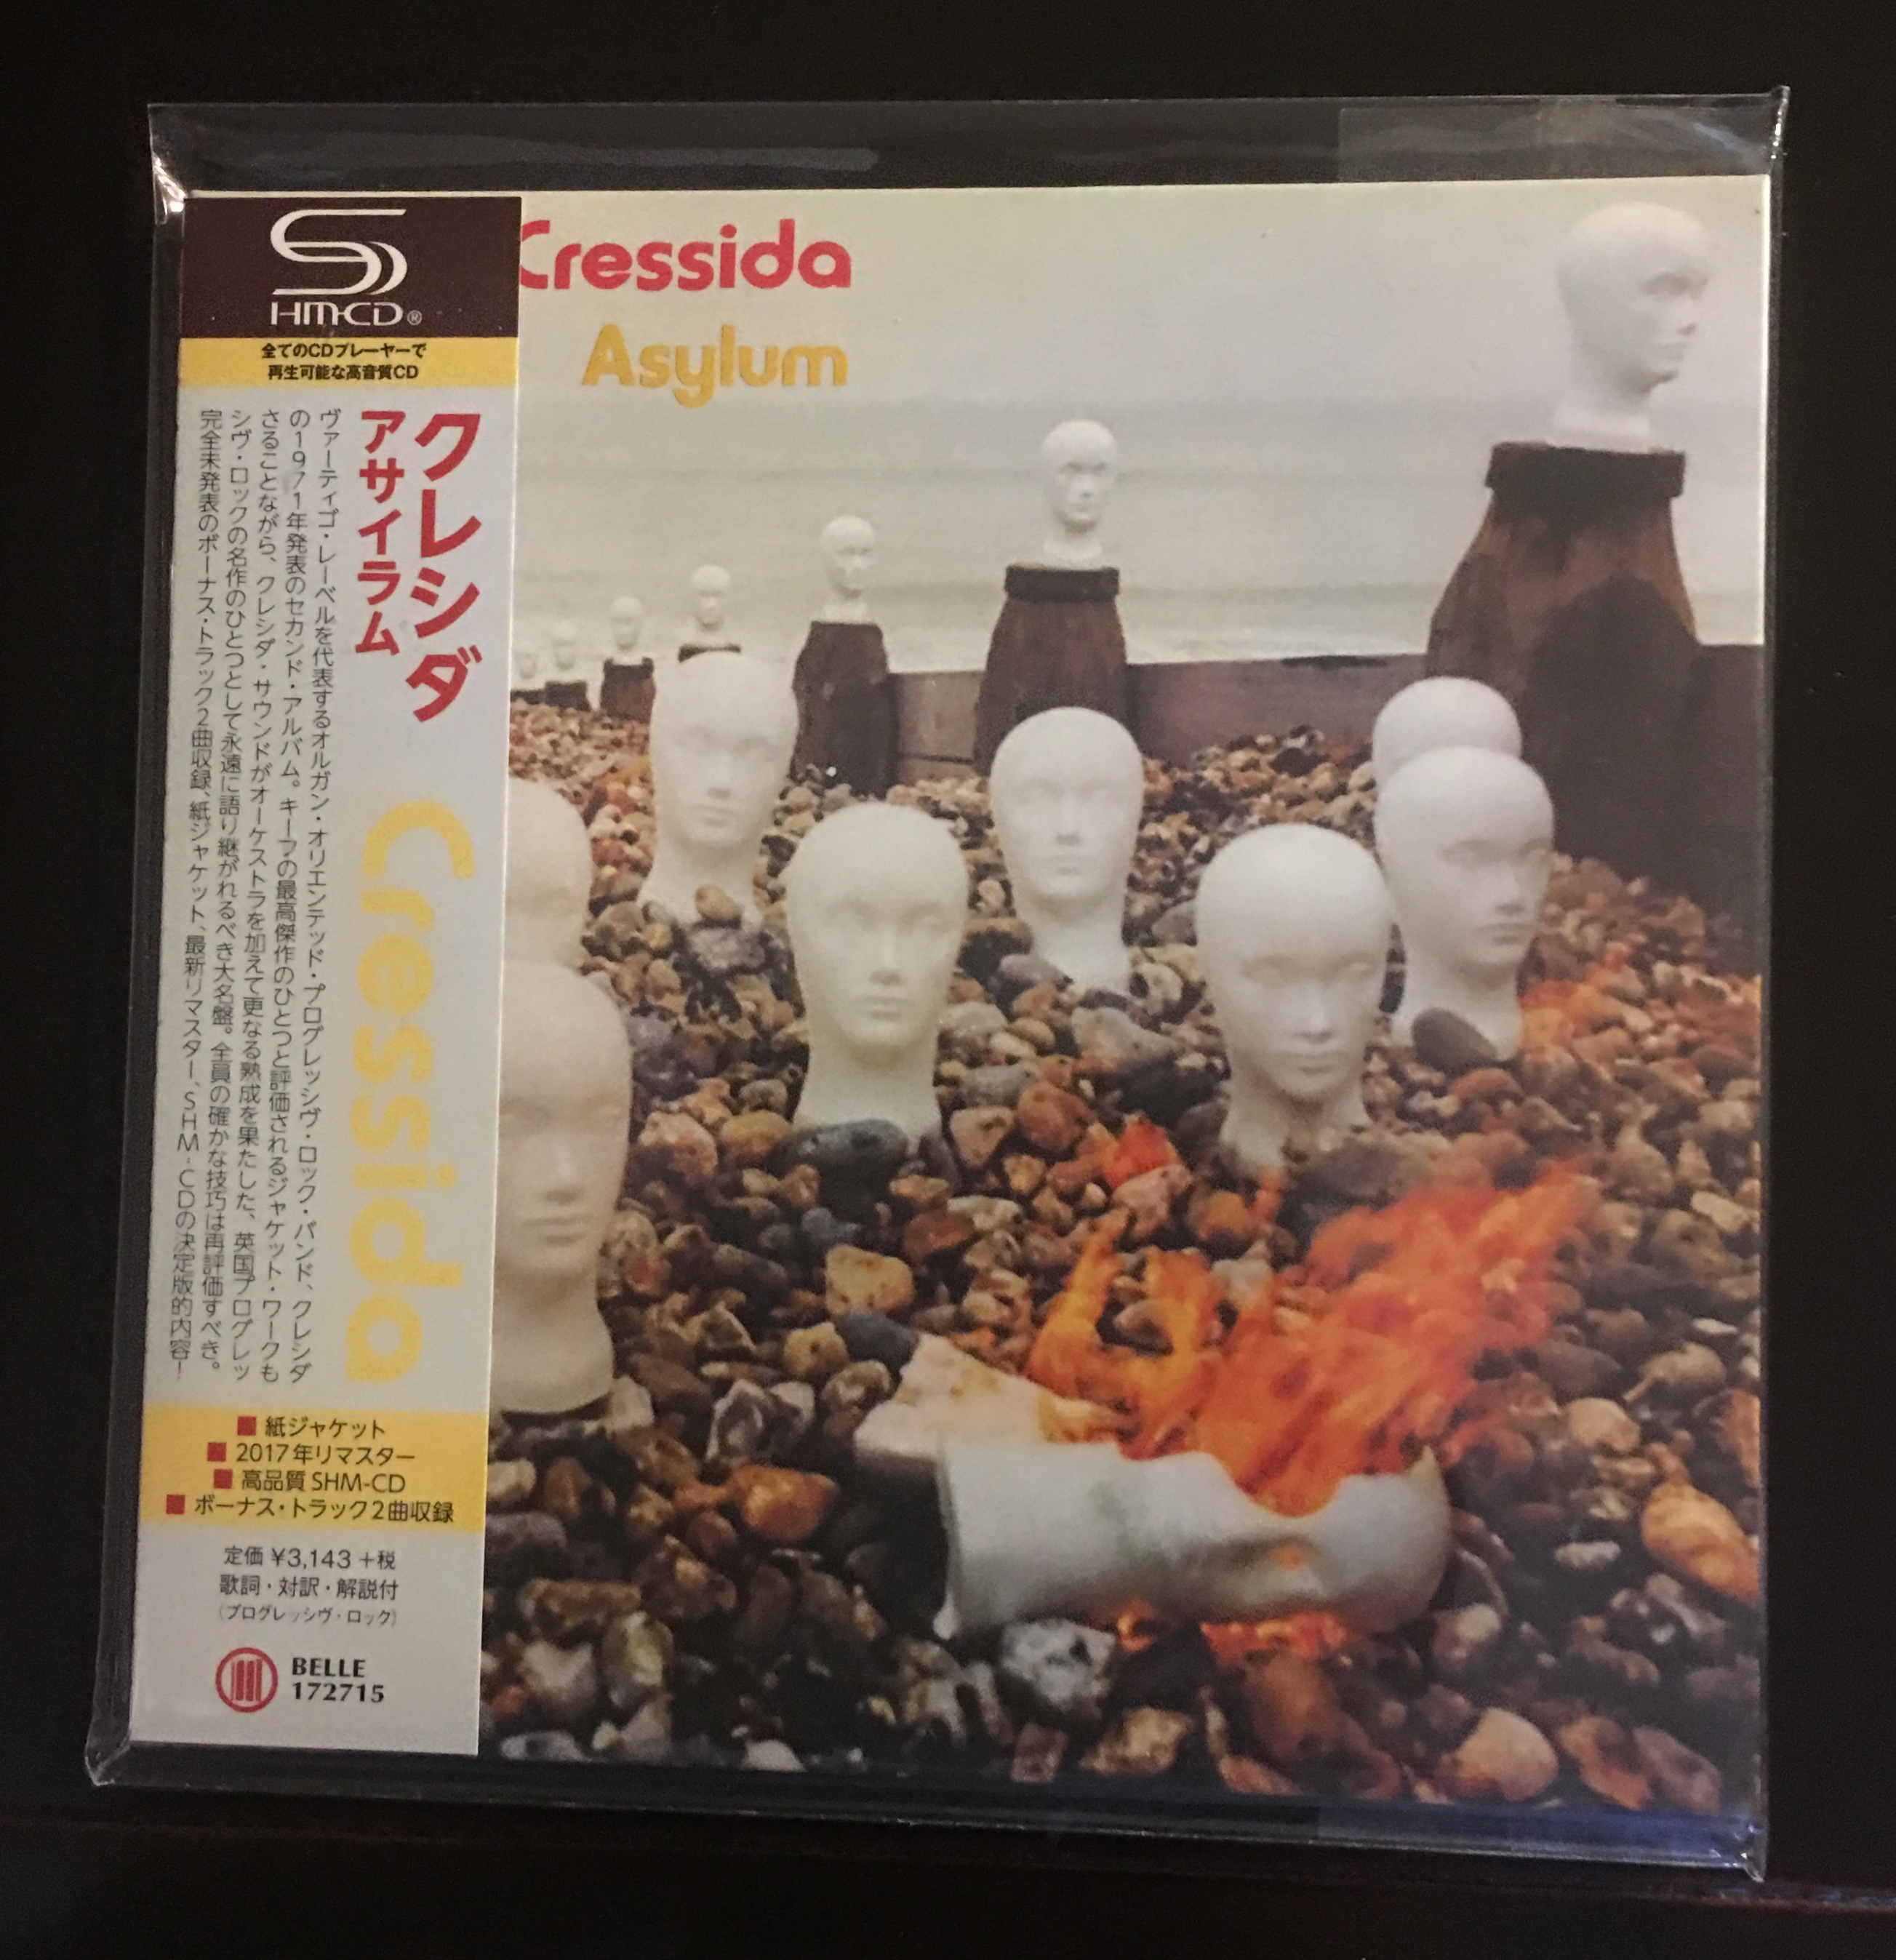 SHM-CD®
全てのCDプレーヤーで
再生可能な高音質CD
Cressida
Asylum
クレシダ
アサイラム
ヴァーティゴ・レーベルを代表するオルガン・オリエンテッド・プログレッシヴ・ロック・バンド、クレシダ
の1971年発表のセカンド・アルバム。キーフの最高傑作のひとつと評価されるジャケット・ワークも
さることながら、クレシダ・サウンドがオーケストラを加えて更なる熟成を果たした、英国プログレッ
シヴ・ロックの名作のひとつとして永遠に語り継がれるべき大名盤。全員の確かな技巧は再評価すべき。
完全未発表のボーナス・トラック2曲収録、紙ジャケット、最新リマスター、SHM-CDの決定版的内容！
Cressida
■ 紙ジャケット
■ 2017年リマスター
■ 高品質 SHM-CD
■ ボーナス・トラック2曲収録
定価 ¥3,143 +税
歌詞・対訳・解説付
(プログレッシヴ・ロック)
BELLE
172715